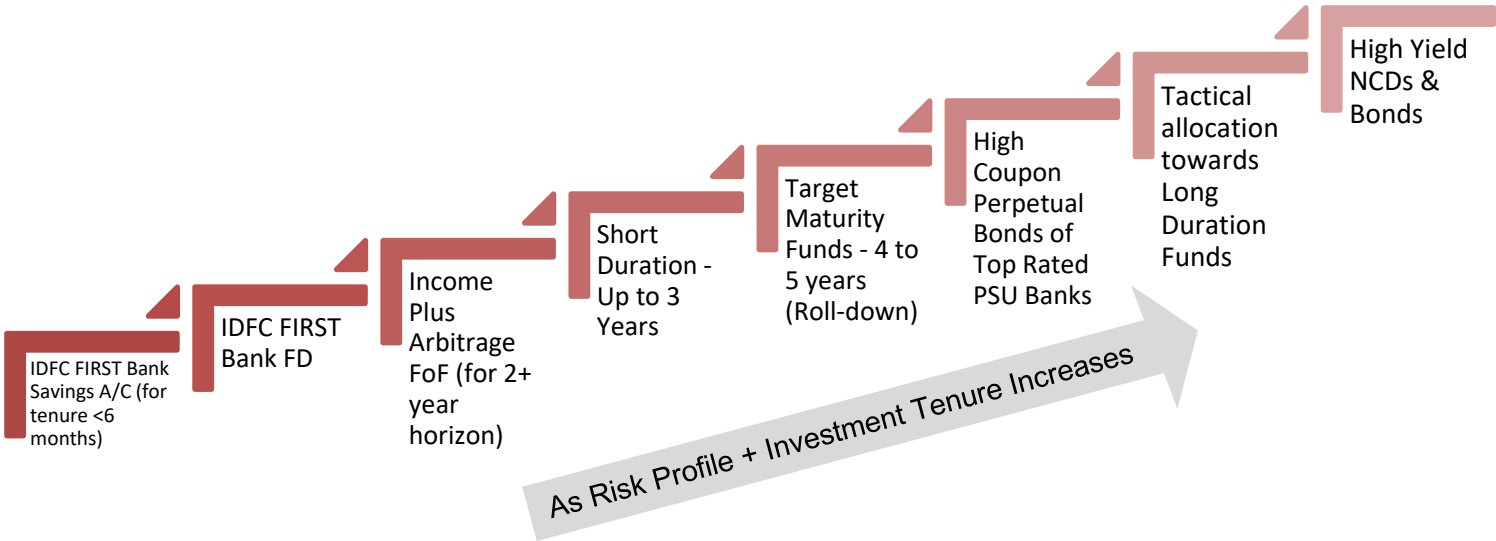 IDFC FIRST Bank
Savings A/C (for
tenure <6
months)
IDFC FIRST
Bank FD
Income
Plus
Arbitrage
FoF (for 2+
year
horizon)
Short
Duration -
Up to 3
Years
Target
Maturity
Funds - 4 to
5 years
(Roll-down)
High
Coupon
Perpetual
Bonds of
Top Rated
PSU Banks
Tactical
allocation
towards
Long
Duration
Funds
High Yield
NCDs &
Bonds
As Risk Profile + Investment Tenure Increases